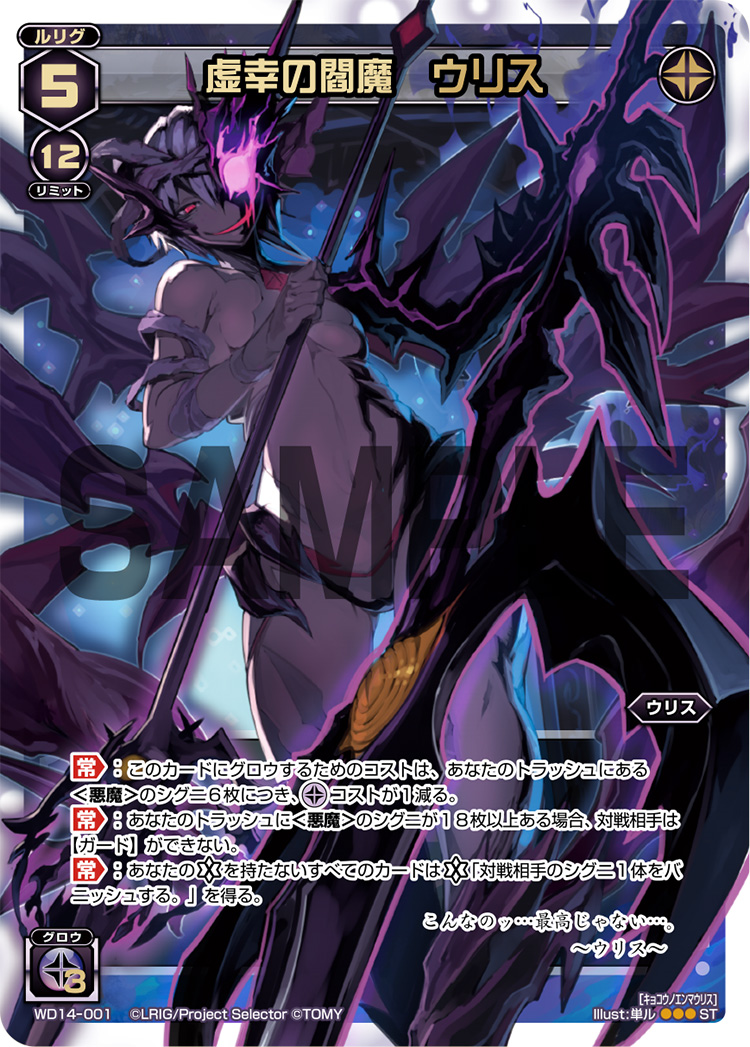 ルリグ
5
虚幸の閻魔 ウリス
12
リミット
SAMPLE
ウリス
常：このカードにグロウするためのコストは、あなたのトラッシュにある
<悪魔>のシグニ6枚につき、コストが1減る。
常：あなたのトラッシュに<悪魔>のシグニが18枚以上ある場合、対戦相手は
【ガード】ができない。
常：あなたのを持たないすべてのカードは「対戦相手のシグニ1体をバ
ニッシュする。」を得る。
こんなのッ…最高じゃない…。
～ウリス～
グロウ
3
[キョコウノエンマウリス]
WD14-001 ©LRIG/Project Selector ©TOMY Illust:単ル ST